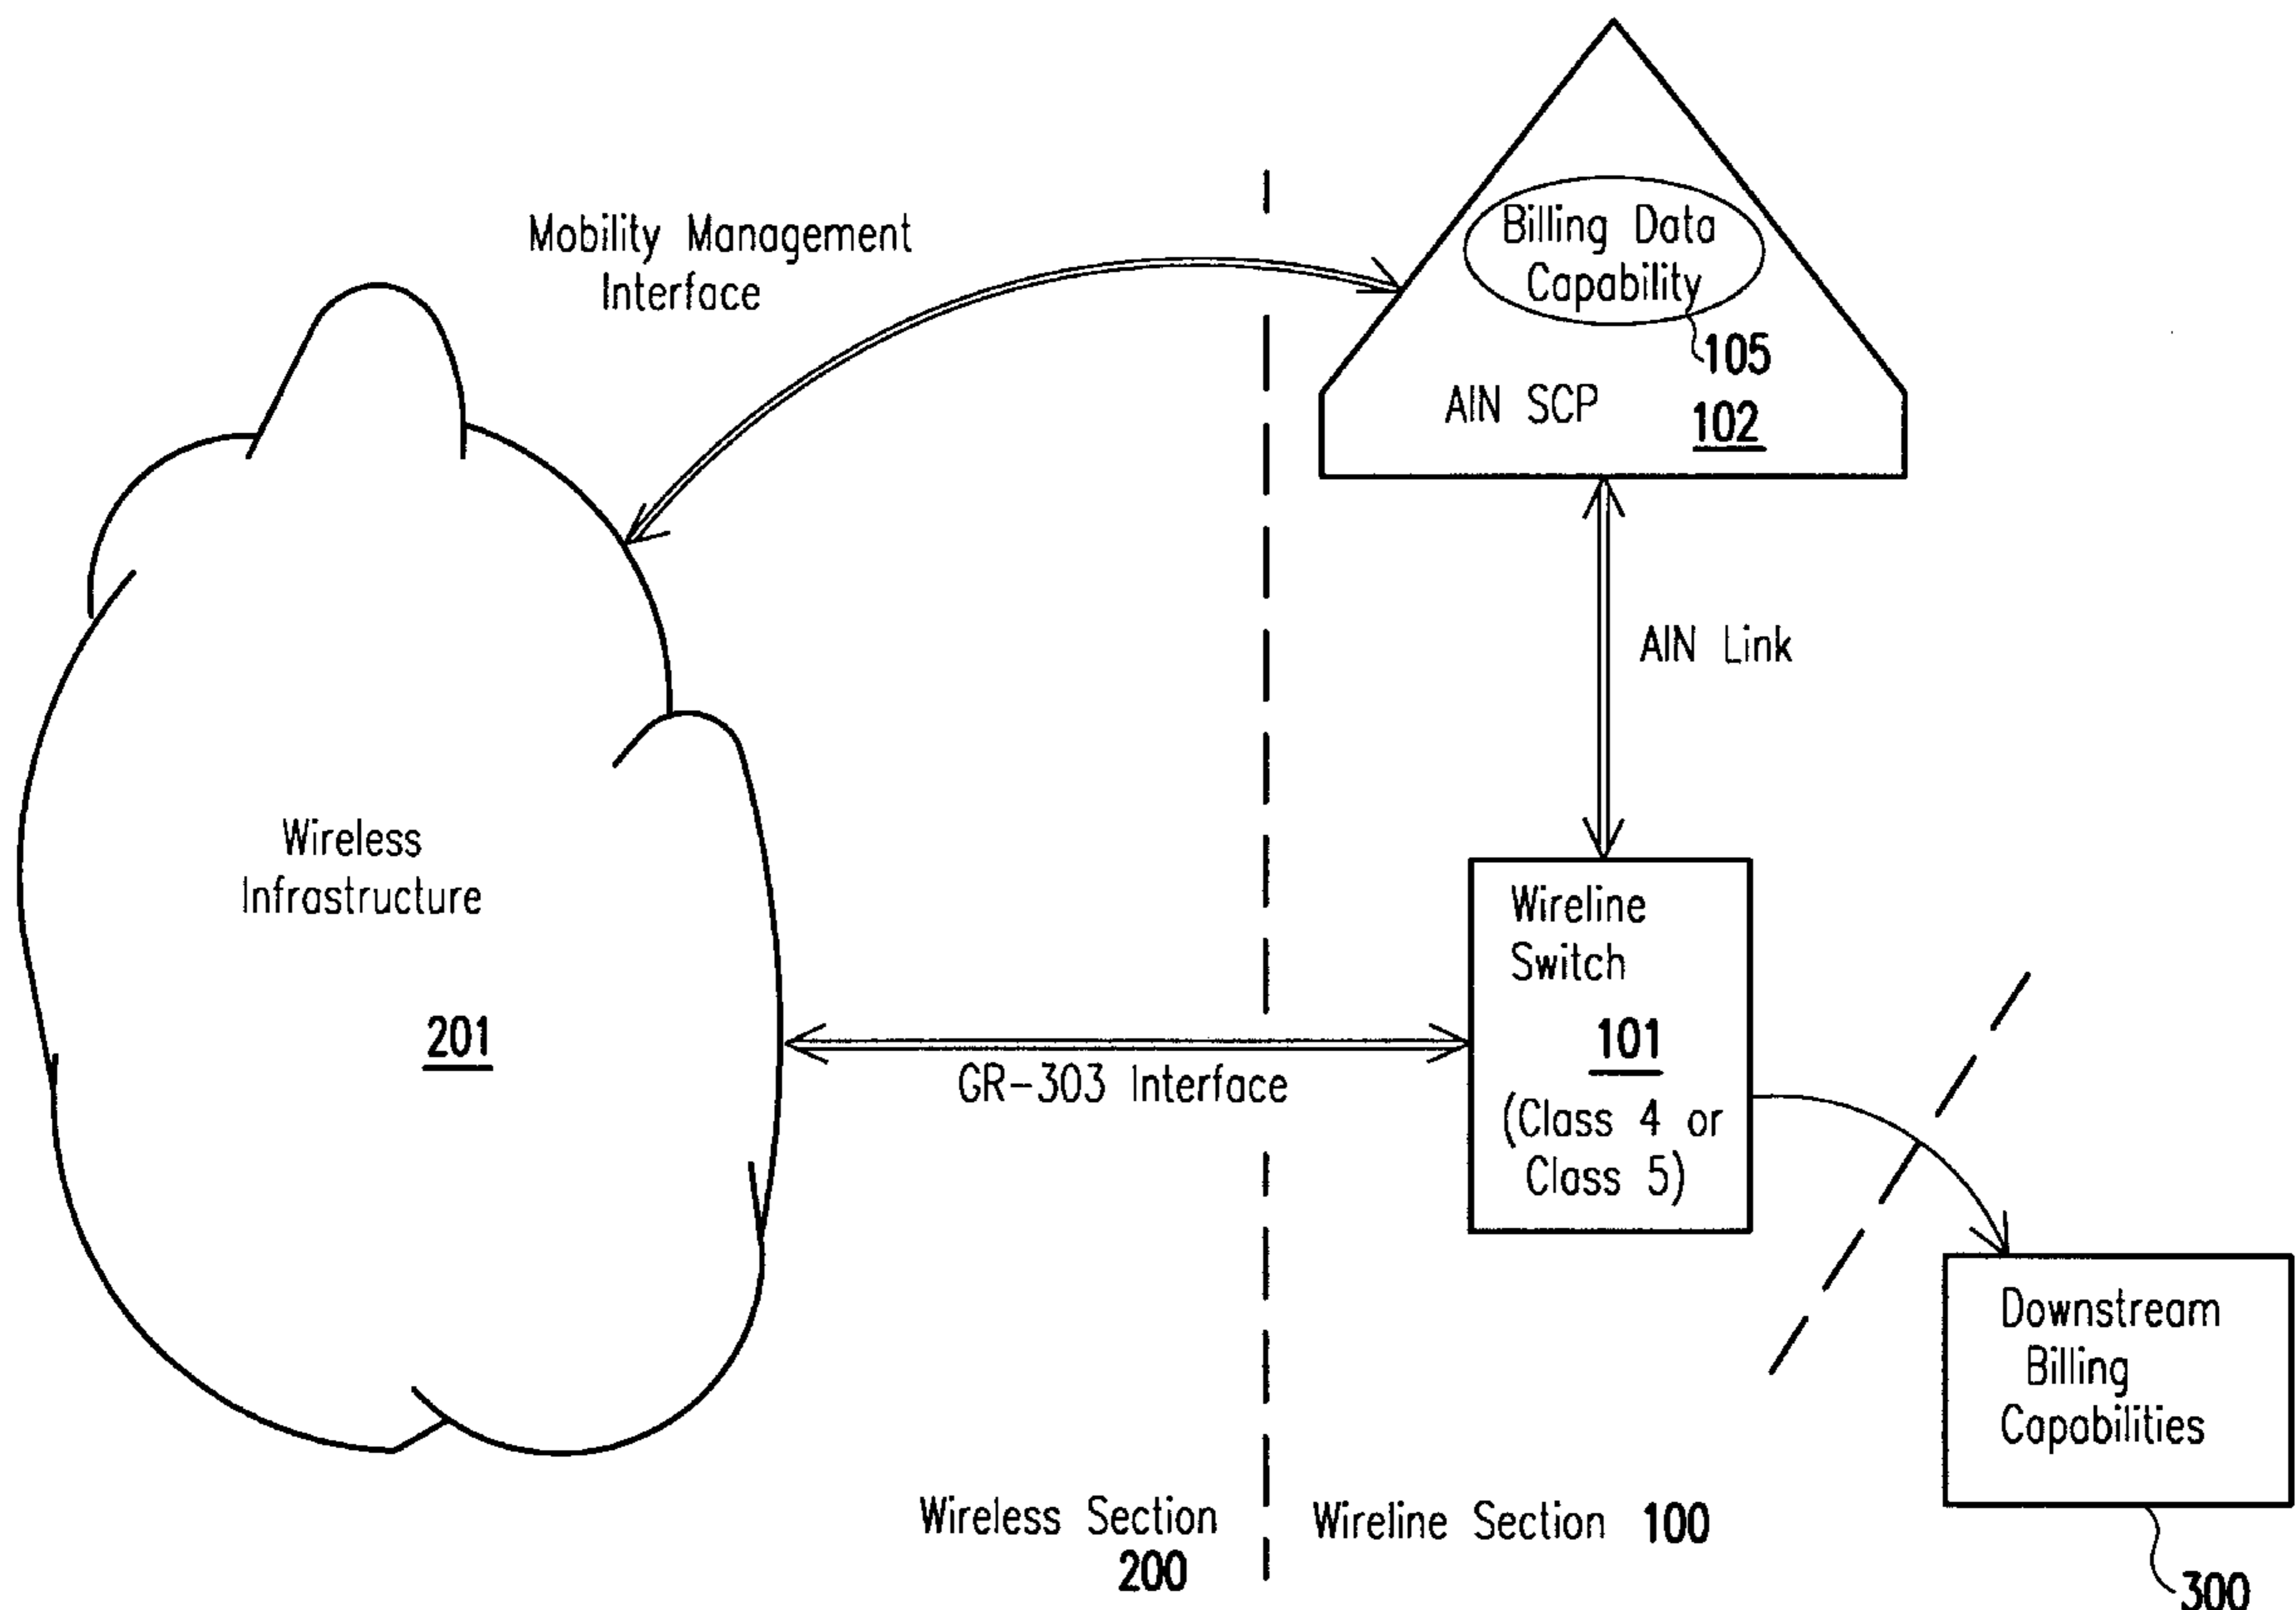 Mobility Management
Interface
Billing Data
Capability
105
AIN SCP
102
AIN Link
Wireless
Infrastructure
201
GR-303 Interface
Wireline
Switch
101
(Class 4 or
Class 5)
Downstream
Billing
Capabilities
300
Wireless Section
200
Wireline Section 100